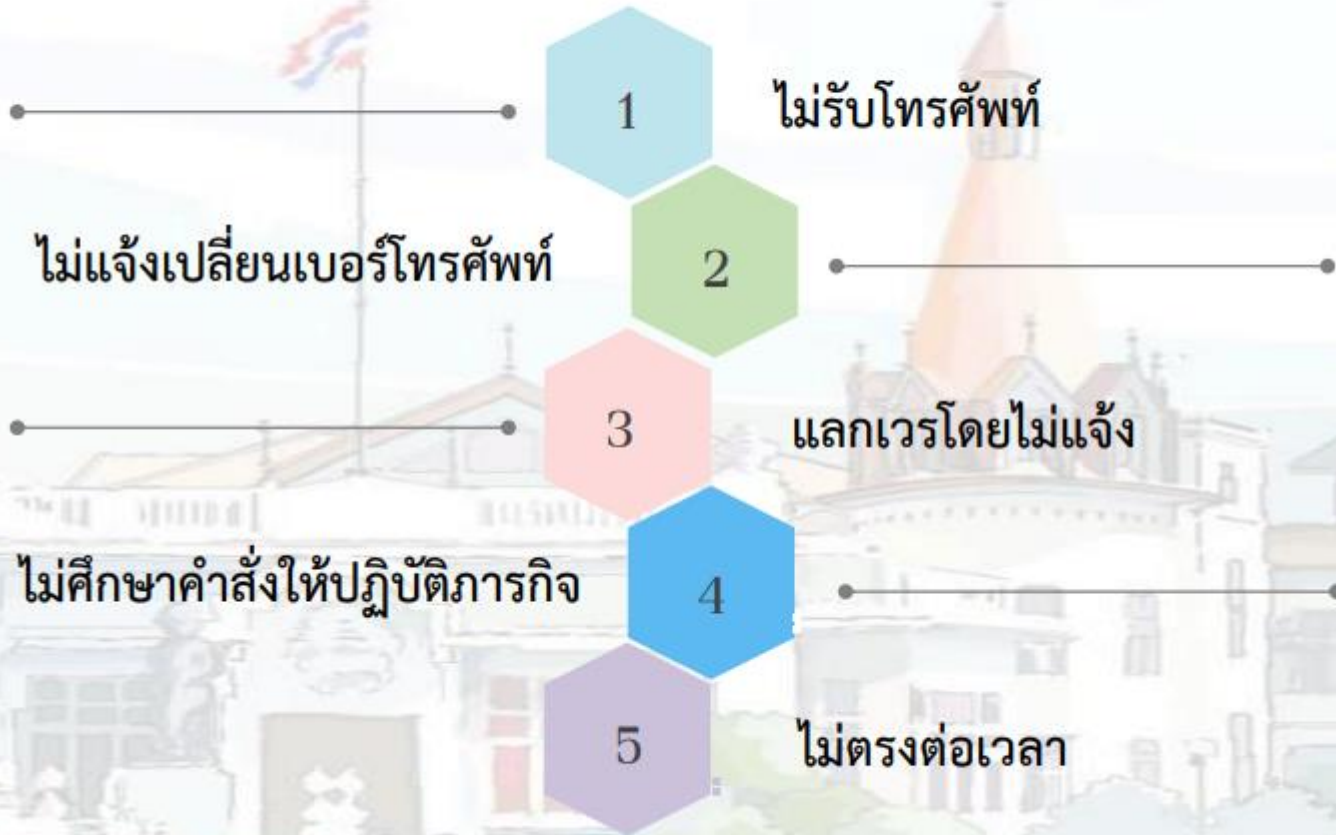 1
ไม่รับโทรศัพท์
ไม่แจ้งเปลี่ยนเบอร์โทรศัพท์
2
3
แลกเวรโดยไม่แจ้ง
ไม่ศึกษาคำสั่งให้ปฏิบัติภารกิจ
4
5
ไม่ตรงต่อเวลา